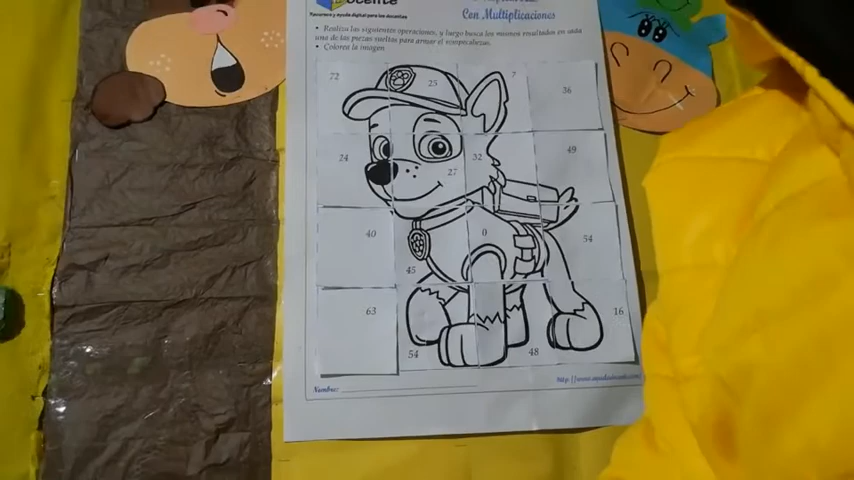 ocente
Recursos y ayuda digital para los docentes
Con Multiplicaciones
• Realiza las siguientes operaciones, y luego busca los mismos resultados en cada
una de las piezas sueltas para armar el rompecabezas.
• Colorea la imagen
72 25 7 36
24 27 32 49
40 45 0 54
63 54 48 16
Nombre: